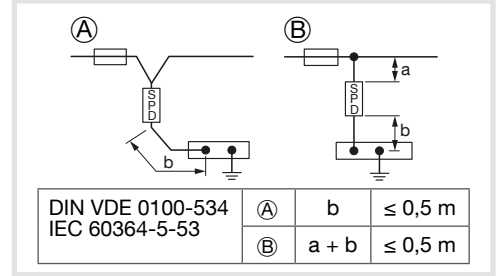 Ⓐ Ⓑ
a
SPD SPD
b b
DIN VDE 0100-534 Ⓐ b ≤ 0,5 m
IEC 60364-5-53
Ⓑ a + b ≤ 0,5 m